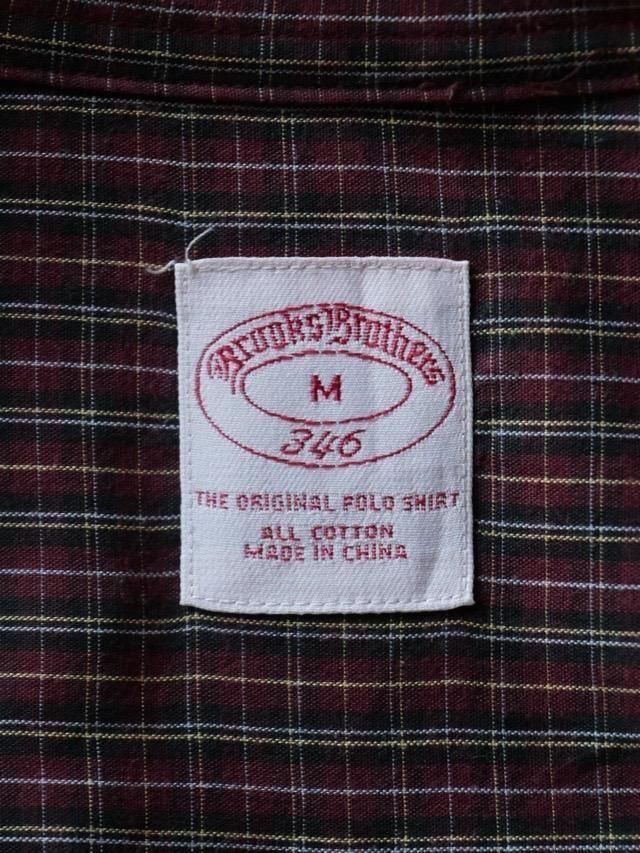 Brooks Brothers
M
346
THE ORIGINAL POLO SHIRT
ALL COTTON
MADE IN CHINA